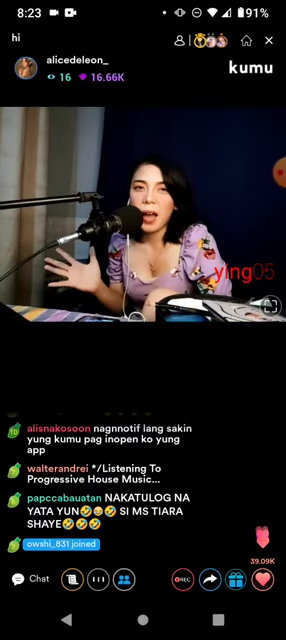 8:23
91%
hi
alicedeleon_
16 16.66K
kumu
ying05
alisnakosoon nagnnotif lang sakin
yung kumu pag inopen ko yung
app
walterandrei */Listening To
Progressive House Music...
papccabauatan NAKATULOG NA
YATA YUN🤣😂🤣 SI MS TIARA
SHAYE🤣🤣🤣
owshi_831 joined
39.09K
Chat
REC